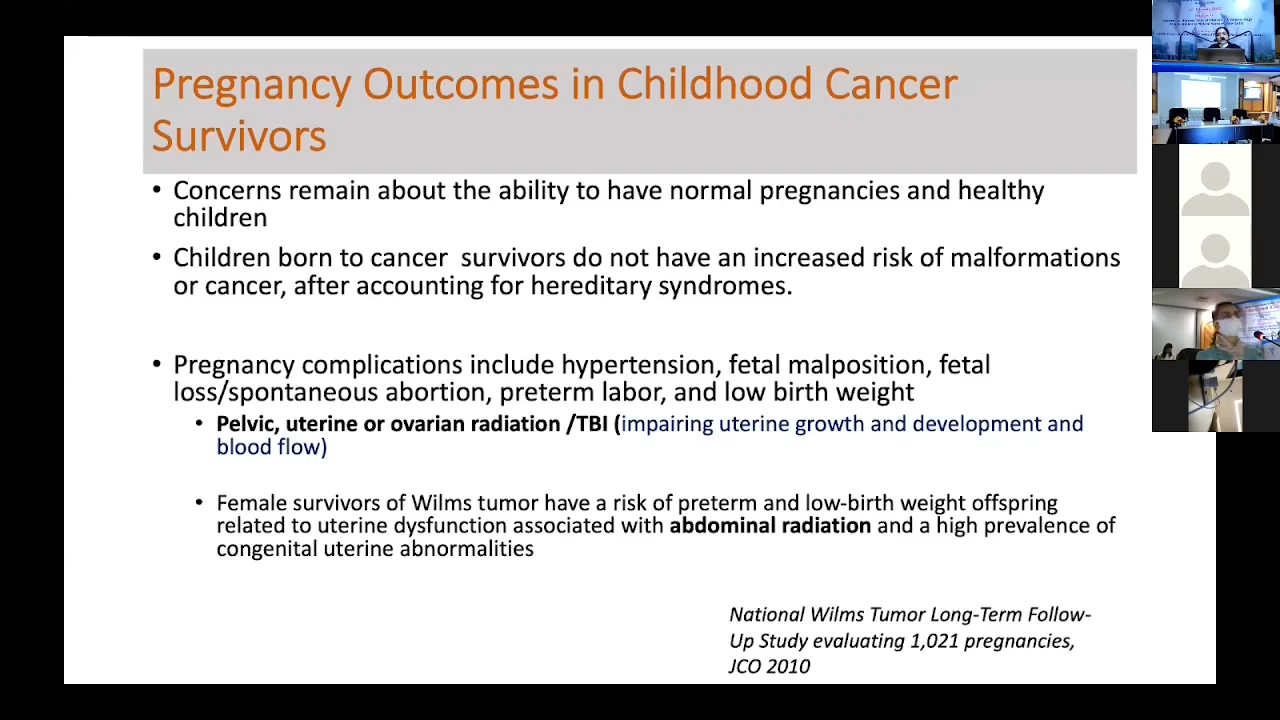 Pregnancy Outcomes in Childhood Cancer
Survivors
• Concerns remain about the ability to have normal pregnancies and healthy
children
• Children born to cancer survivors do not have an increased risk of malformations
or cancer, after accounting for hereditary syndromes.
• Pregnancy complications include hypertension, fetal malposition, fetal
loss/spontaneous abortion, preterm labor, and low birth weight
• Pelvic, uterine or ovarian radiation /TBI (impairing uterine growth and development and
blood flow)
• Female survivors of Wilms tumor have a risk of preterm and low-birth weight offspring
related to uterine dysfunction associated with abdominal radiation and a high prevalence of
congenital uterine abnormalities
National Wilms Tumor Long-Term Follow-
Up Study evaluating 1,021 pregnancies,
JCO 2010